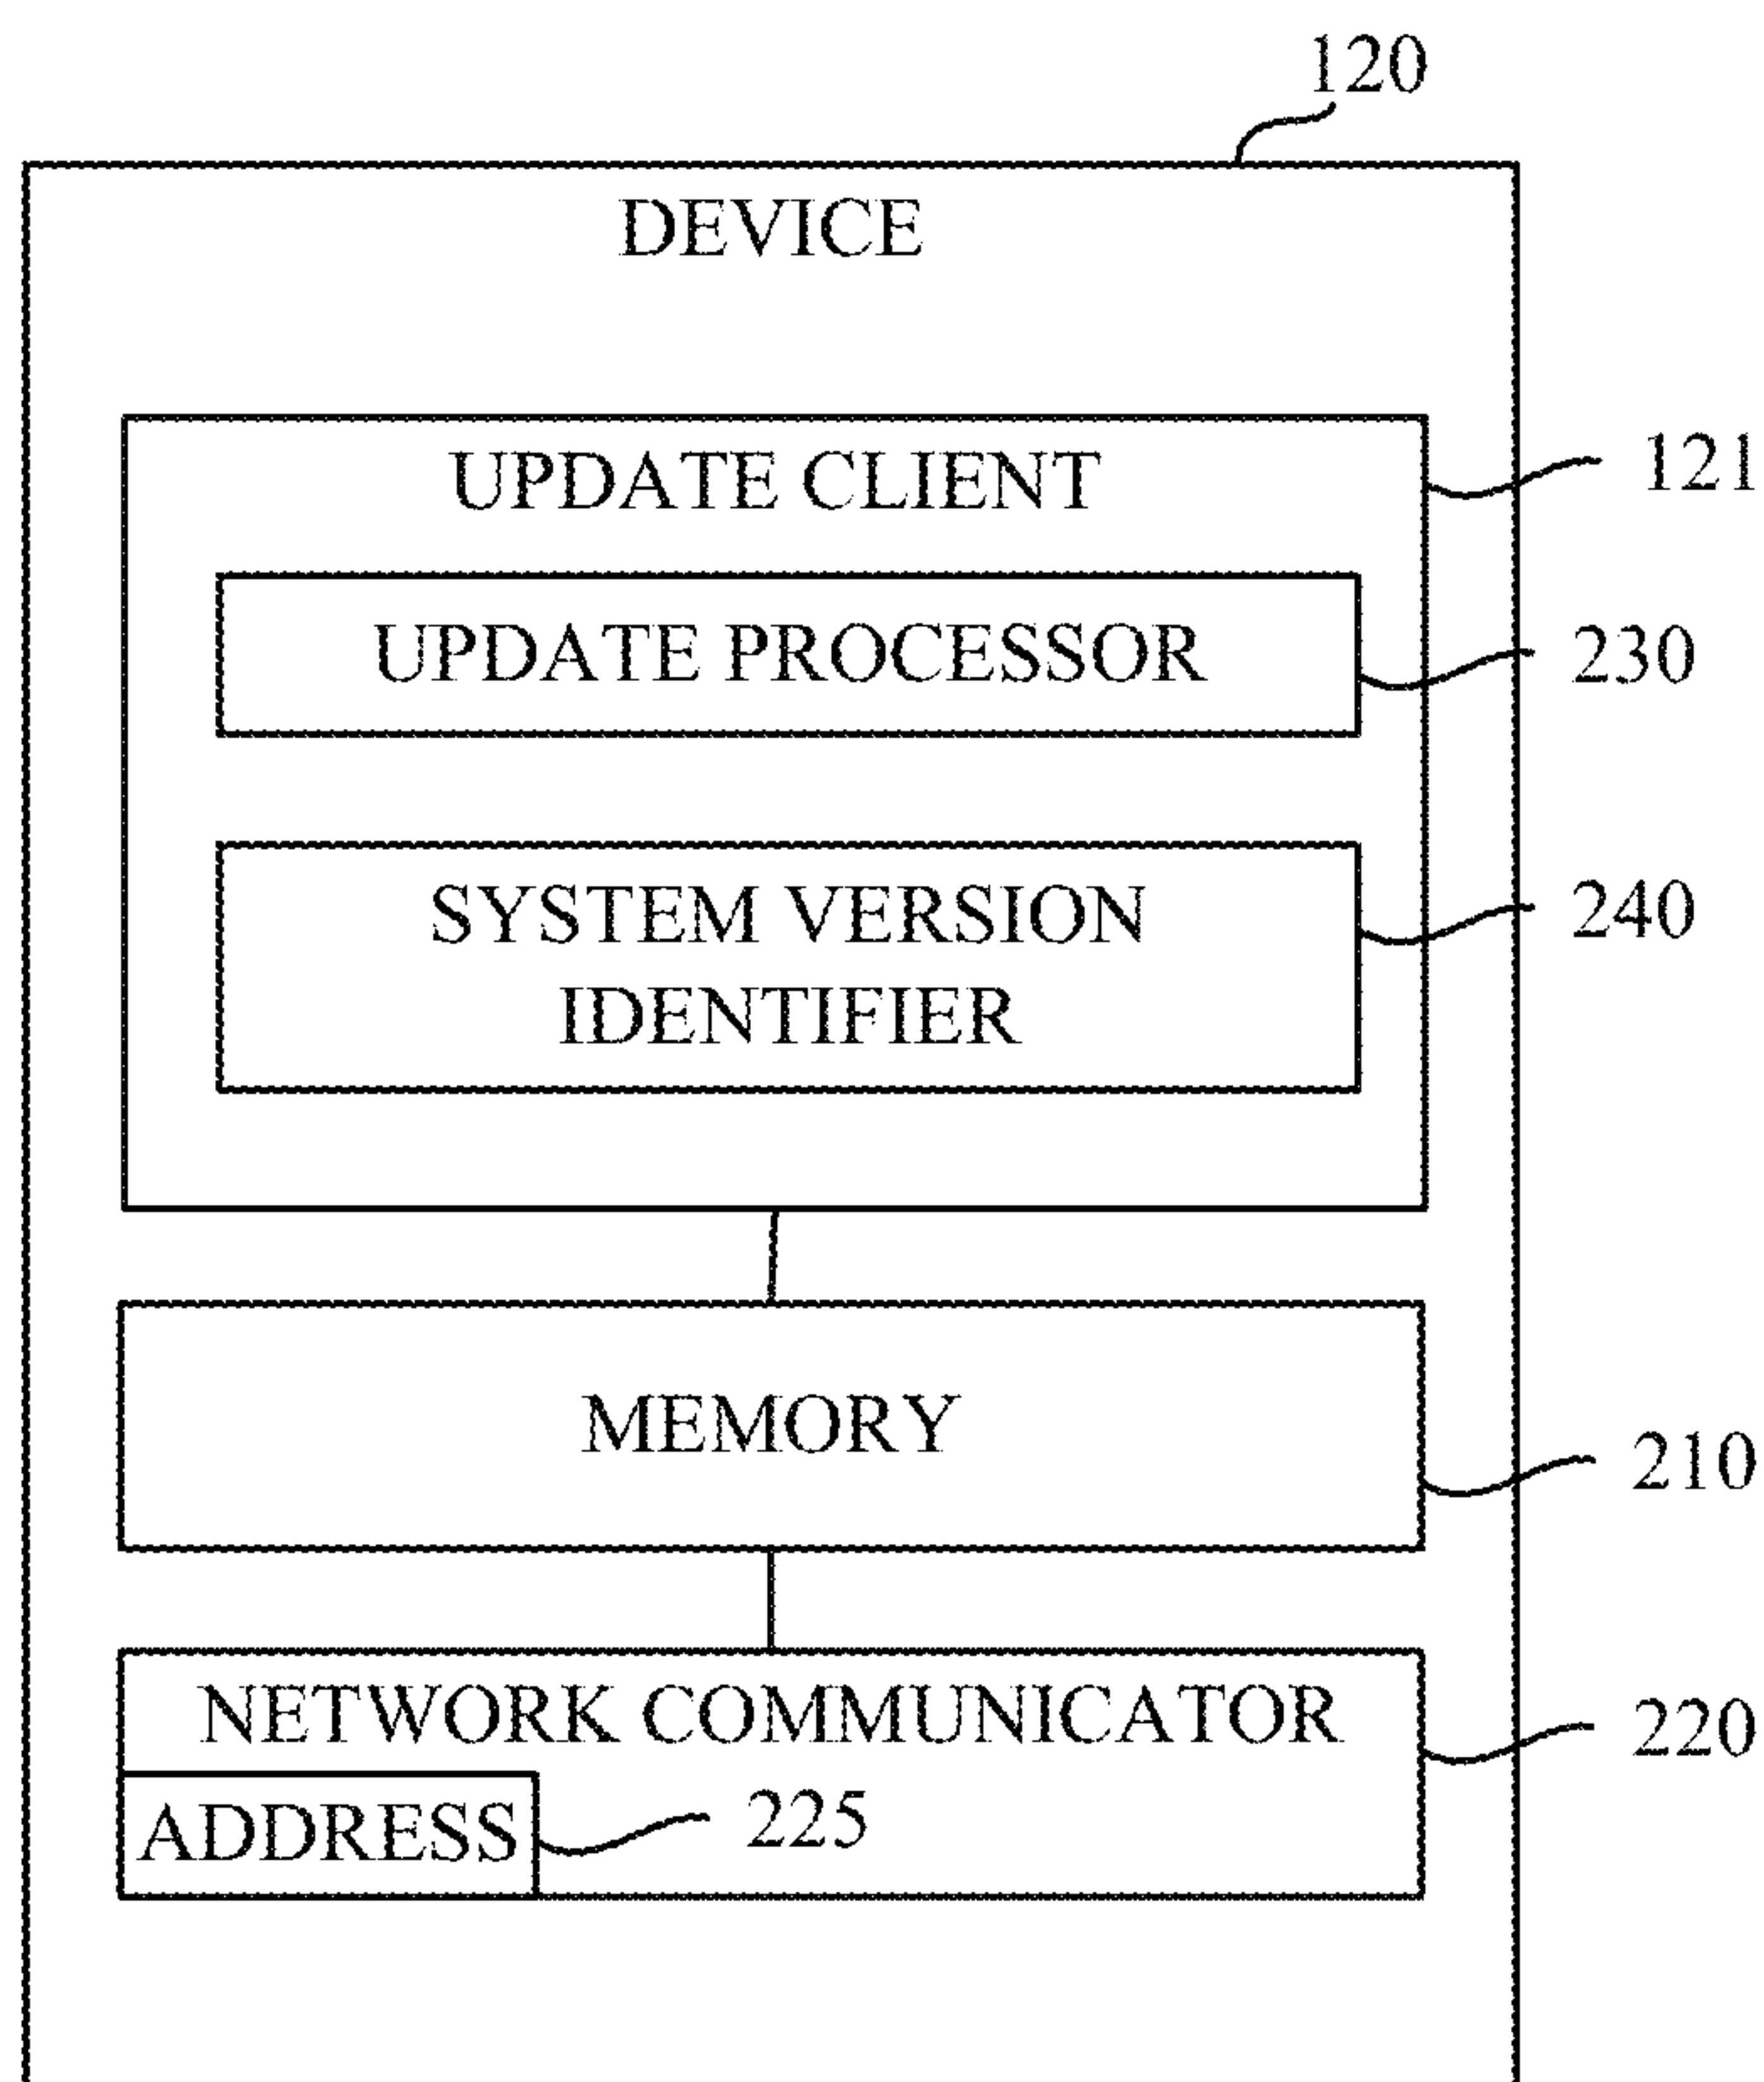 120
DEVICE
UPDATE CLIENT
121
UPDATE PROCESSOR
230
SYSTEM VERSION
IDENTIFIER
240
MEMORY
210
NETWORK COMMUNICATOR
220
ADDRESS
225